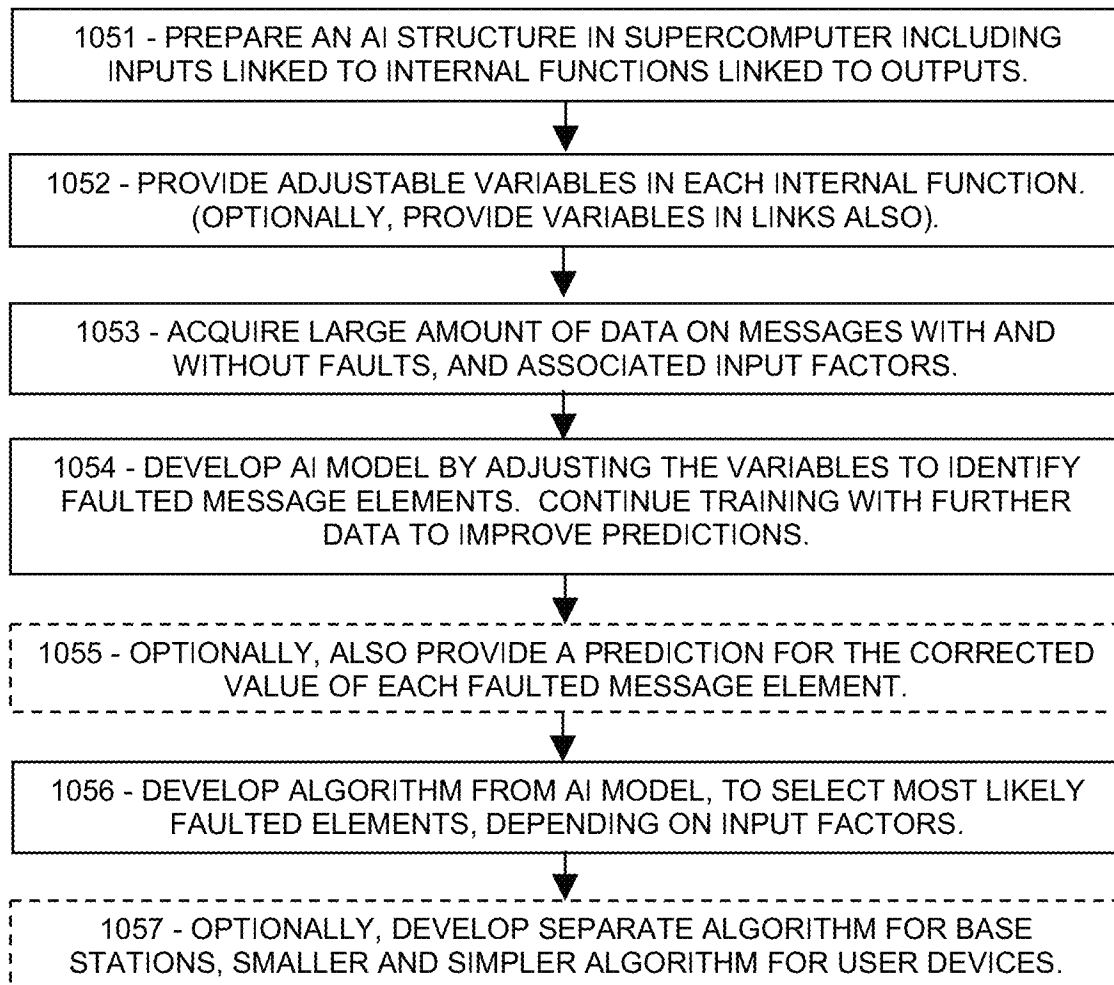 1051 - PREPARE AN AI STRUCTURE IN SUPERCOMPUTER INCLUDING
INPUTS LINKED TO INTERNAL FUNCTIONS LINKED TO OUTPUTS.
1052 - PROVIDE ADJUSTABLE VARIABLES IN EACH INTERNAL FUNCTION.
(OPTIONALLY, PROVIDE VARIABLES IN LINKS ALSO).
1053 - ACQUIRE LARGE AMOUNT OF DATA ON MESSAGES WITH AND
WITHOUT FAULTS, AND ASSOCIATED INPUT FACTORS.
1054 - DEVELOP AI MODEL BY ADJUSTING THE VARIABLES TO IDENTIFY
FAULTED MESSAGE ELEMENTS. CONTINUE TRAINING WITH FURTHER
DATA TO IMPROVE PREDICTIONS.
1055 - OPTIONALLY, ALSO PROVIDE A PREDICTION FOR THE CORRECTED
VALUE OF EACH FAULTED MESSAGE ELEMENT.
1056 - DEVELOP ALGORITHM FROM AI MODEL, TO SELECT MOST LIKELY
FAULTED ELEMENTS, DEPENDING ON INPUT FACTORS.
1057 - OPTIONALLY, DEVELOP SEPARATE ALGORITHM FOR BASE
STATIONS, SMALLER AND SIMPLER ALGORITHM FOR USER DEVICES.